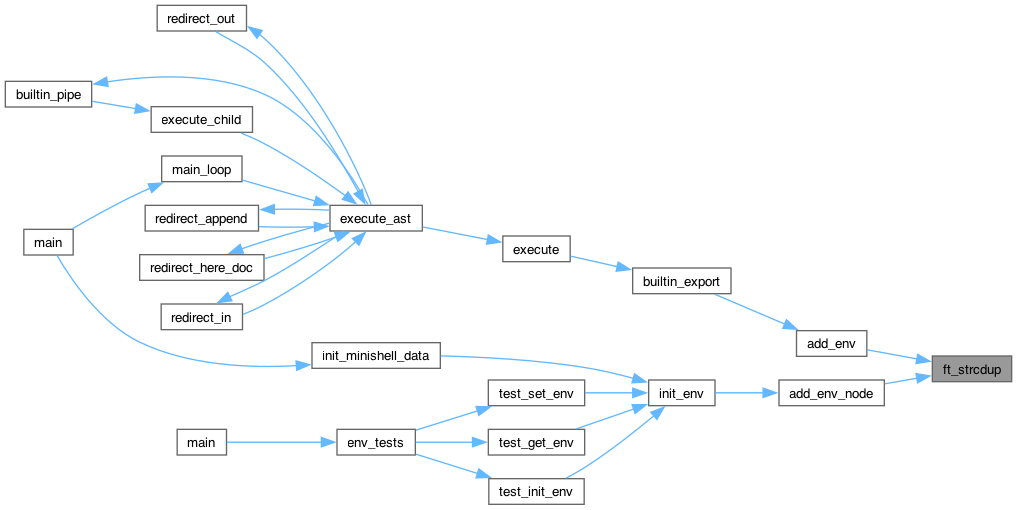 redirect_out
builtin_pipe
execute_child
main_loop
redirect_append
execute_ast
main
execute
redirect_here_doc
builtin_export
redirect_in
add_env
init_minishell_data
ft_strcdup
test_set_env
init_env
add_env_node
main
env_tests
test_get_env
test_init_env